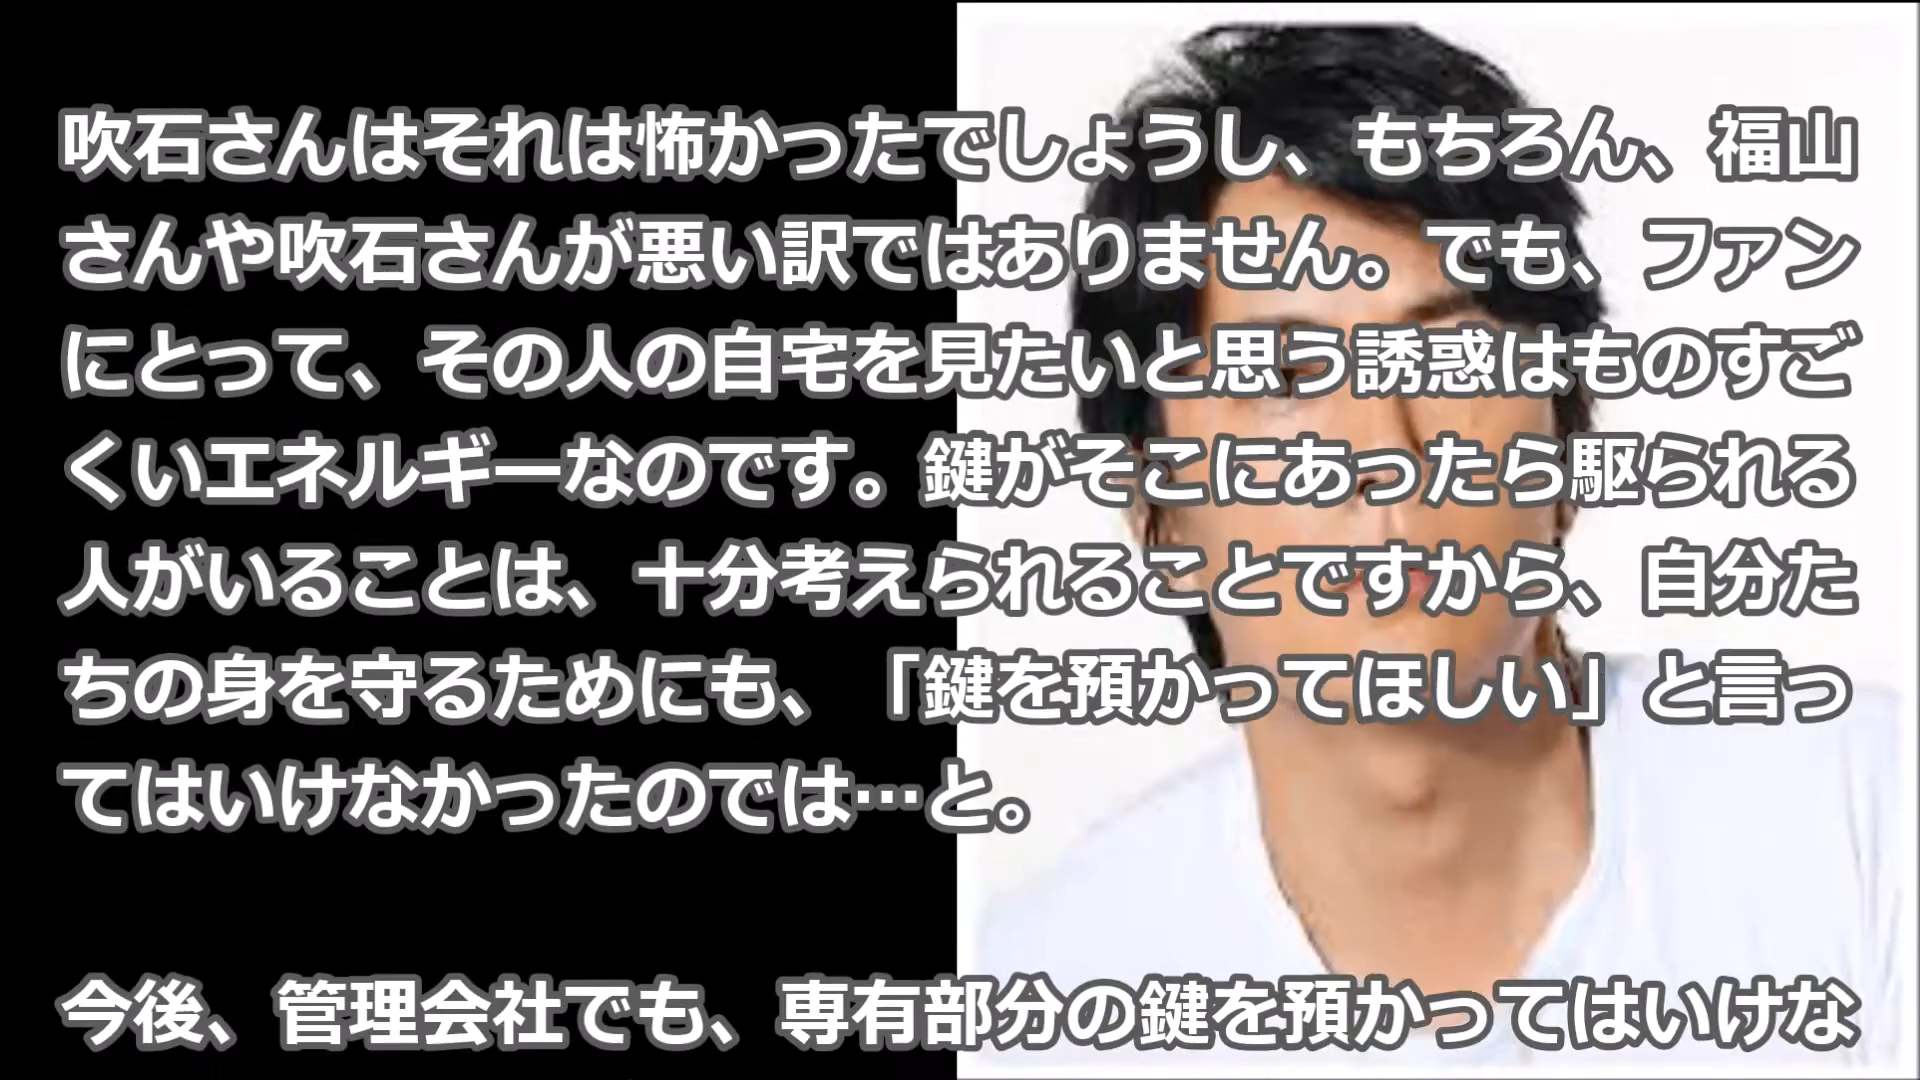 吹石さんはそれは怖かったでしょうし、もちろん、福山
さんや吹石さんが悪い訳ではありません。でも、ファン
にとって、その人の自宅を見たいと思う誘惑はものすご
くいエネルギーなのです。鍵がそこにあったら駆られる
人がいることは、十分考えられることですから、自分た
ちの身を守るためにも、「鍵を預かってほしい」と言っ
てはいけなかったのでは…と。
今後、管理会社でも、専有部分の鍵を預かってはいけな